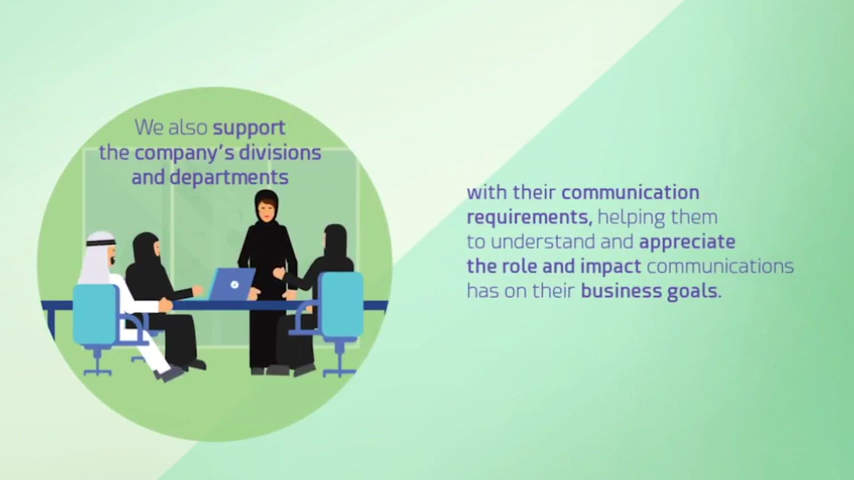 We also support
the company's divisions
and departments
with their communication
requirements, helping them
to understand and appreciate
the role and impact communications
has on their business goals.